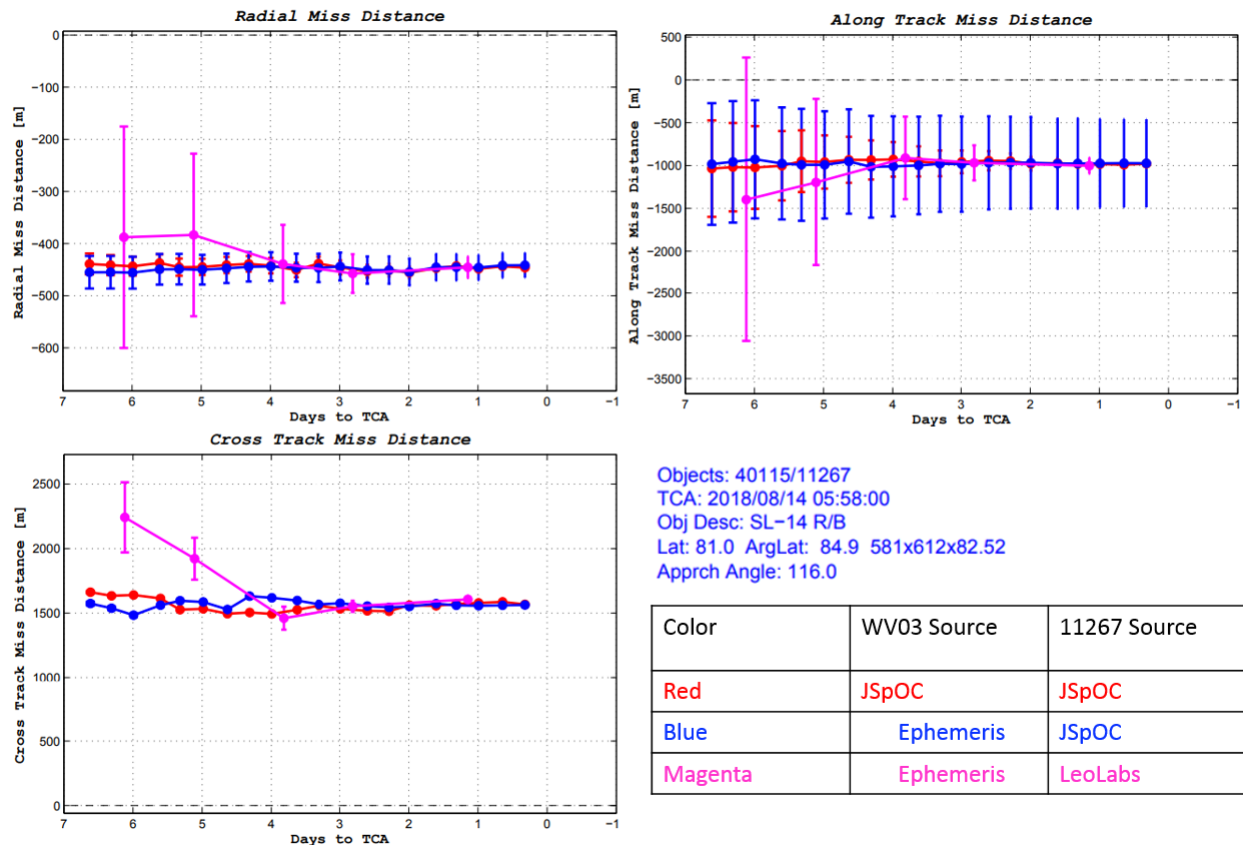 Radial Miss Distance
0
−100
−200
−300
−400
−500
−600
Radial Miss Distance [m]
7 6 5 4 3 2 1 0 −1
Days to TCA
Along Track Miss Distance
500
0
−500
−1000
−1500
−2000
−2500
−3000
−3500
Along Track Miss Distance [m]
7 6 5 4 3 2 1 0 −1
Days to TCA
Cross Track Miss Distance
2500
2000
1500
1000
500
0
Cross Track Miss Distance [m]
7 6 5 4 3 2 1 0 −1
Days to TCA
Objects: 40115/11267
TCA: 2018/08/14 05:58:00
Obj Desc: SL−14 R/B
Lat: 81.0 ArgLat: 84.9 581x612x82.52
Apprch Angle: 116.0
Color WV03 Source 11267 Source
Red JSpOC JSpOC
Blue Ephemeris JSpOC
Magenta Ephemeris LeoLabs